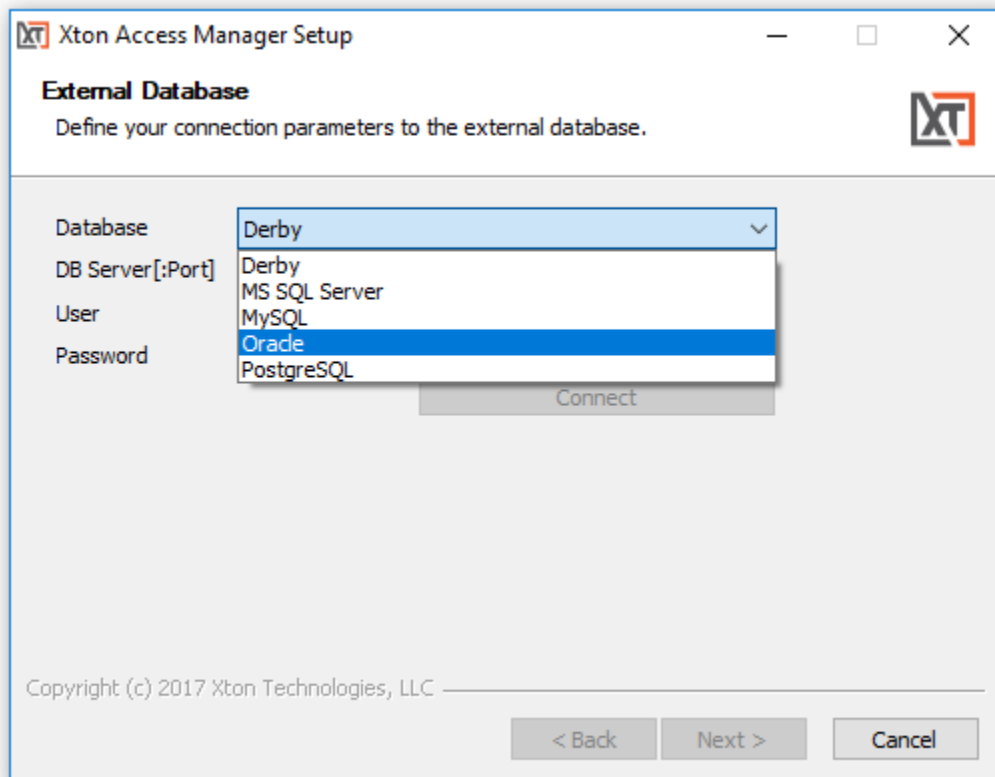 XT Xton Access Manager Setup
External Database
Define your connection parameters to the external database.
XT
Database Derby
DB Server[:Port] Derby
MS SQL Server
User MySQL
Oracle
Password PostgreSQL
Connect
Copyright (c) 2017 Xton Technologies, LLC
< Back Next > Cancel